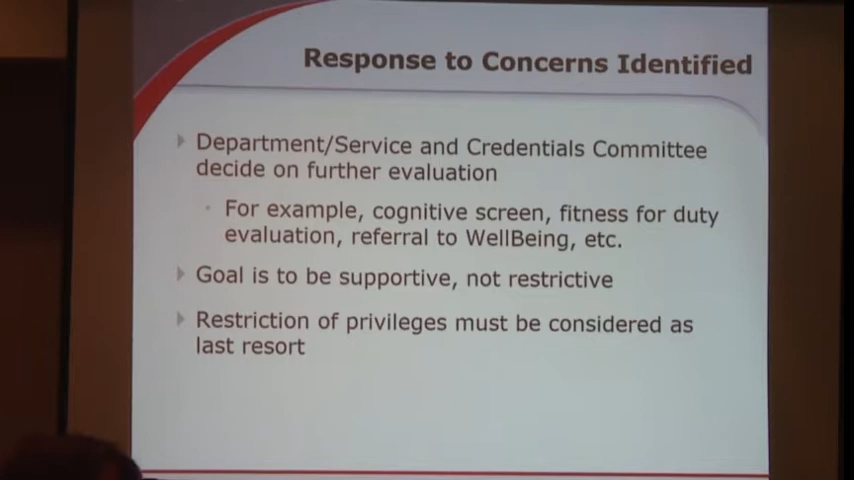 Response to Concerns Identified
Department/Service and Credentials Committee
decide on further evaluation
For example, cognitive screen, fitness for duty
evaluation, referral to WellBeing, etc.
Goal is to be supportive, not restrictive
Restriction of privileges must be considered as
last resort